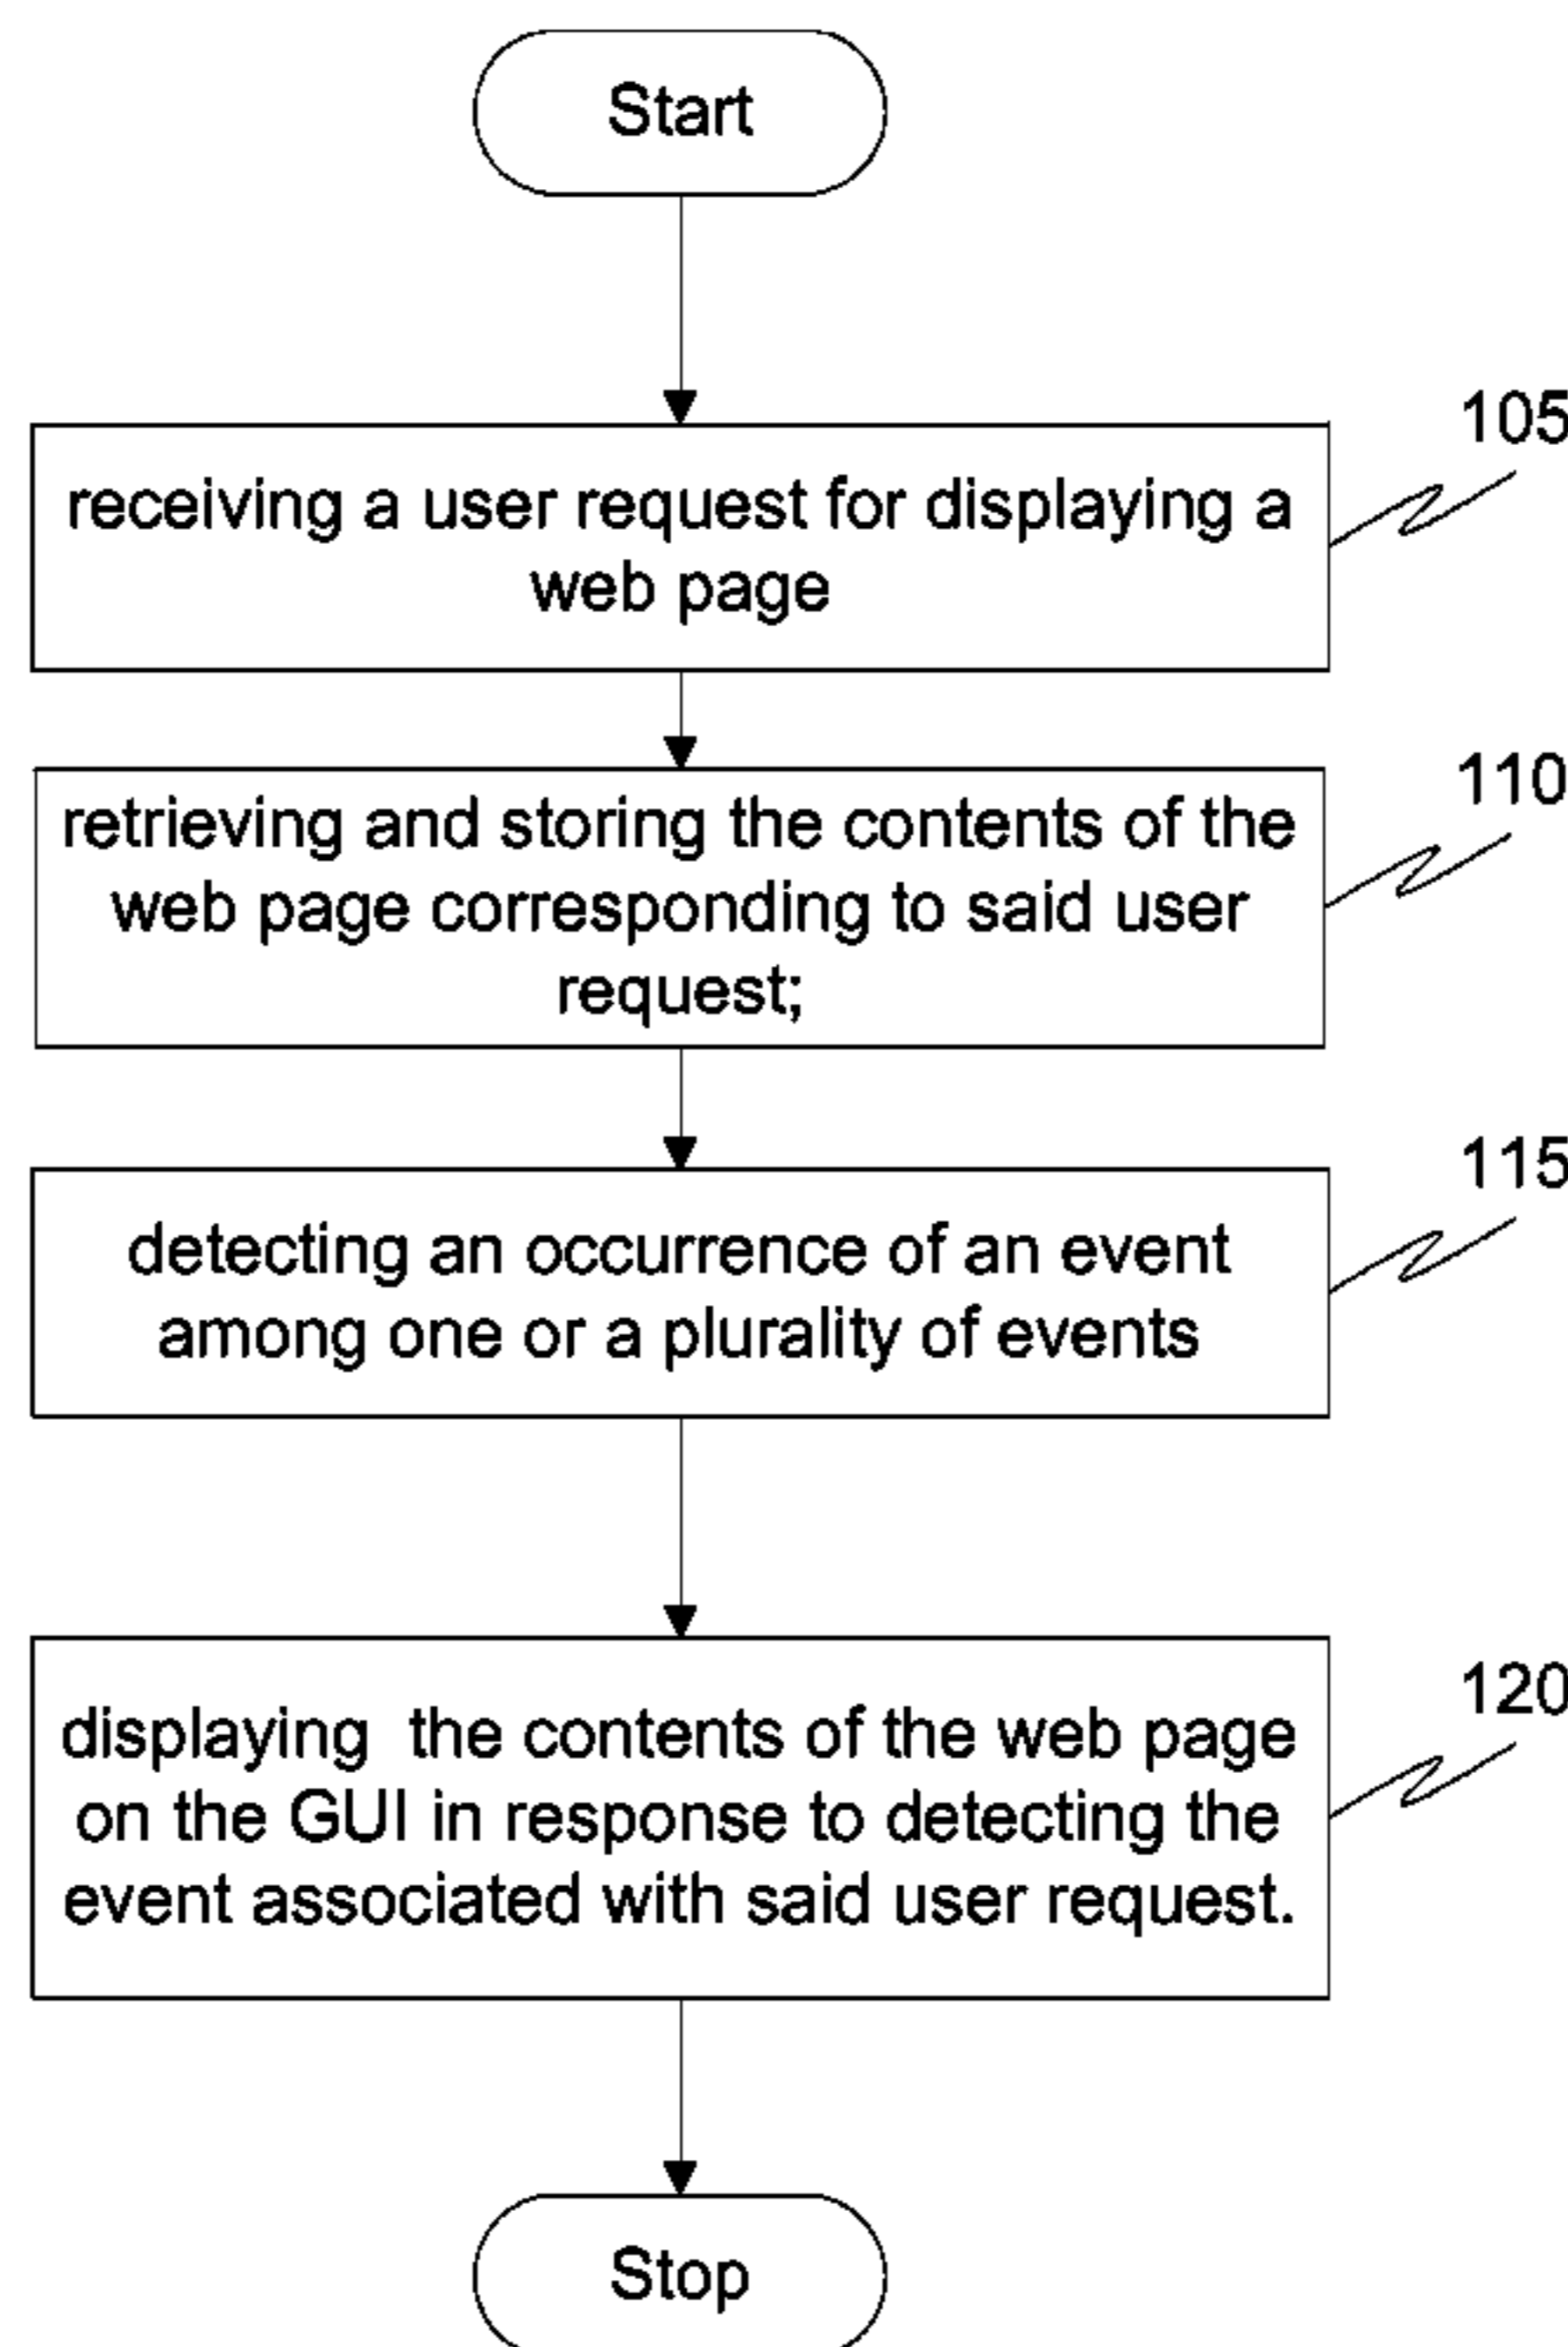 Start
105
receiving a user request for displaying a
web page
110
retrieving and storing the contents of the
web page corresponding to said user
request;
115
detecting an occurrence of an event
among one or a plurality of events
120
displaying  the contents of the web page
on the GUI in response to detecting the
event associated with said user request.
Stop